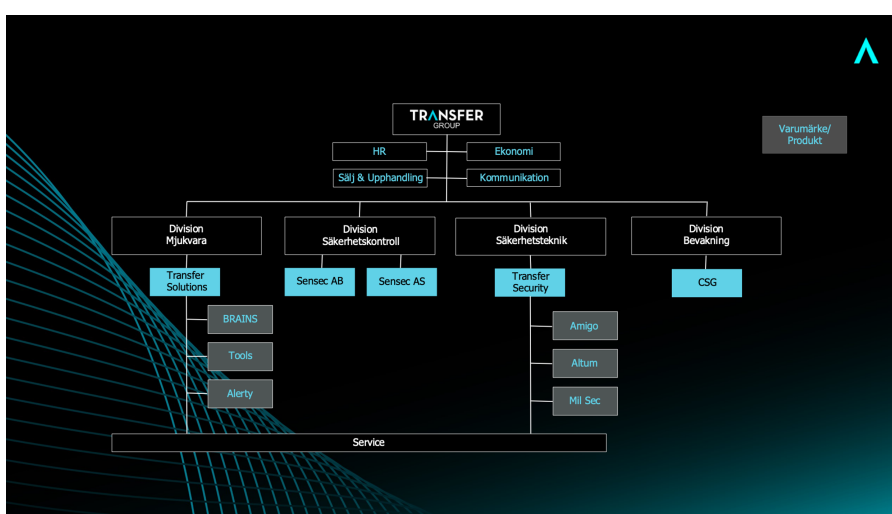 TRANSFER
GROUP
Varumärke/
Produkt
HR
Ekonomi
Sälj & Upphandling
Kommunikation
Division
Mjukvara
Division
Säkerhetskontroll
Division
Säkerhetsteknik
Division
Bevakning
Transfer
Solutions
Sensec AB
Sensec AS
Transfer
Security
CSG
BRAINS
Tools
Alerty
Amigo
Altum
Mil Sec
Service